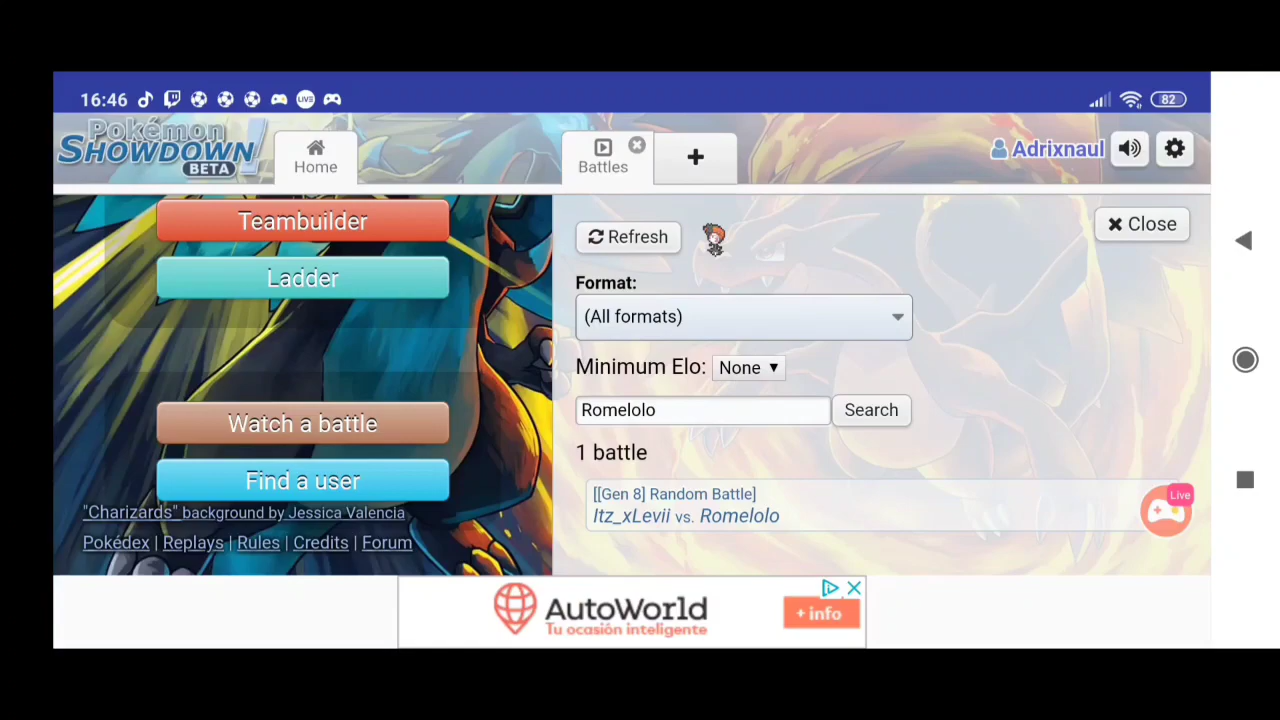 16:46 LIVE 82
Pokémon
SHOWDOWN!
BETA
Home
Battles
Adrixnaul
Teambuilder
Ladder
Watch a battle
Find a user
"Charizards" background by Jessica Valencia
Pokédex | Replays | Rules | Credits | Forum
Refresh
Close
Format:
(All formats)
Minimum Elo: None
Romelolo Search
1 battle
[[Gen 8] Random Battle]
Itz_xLevii vs. Romelolo
Live
AutoWorld
Tu ocasión inteligente
+ info